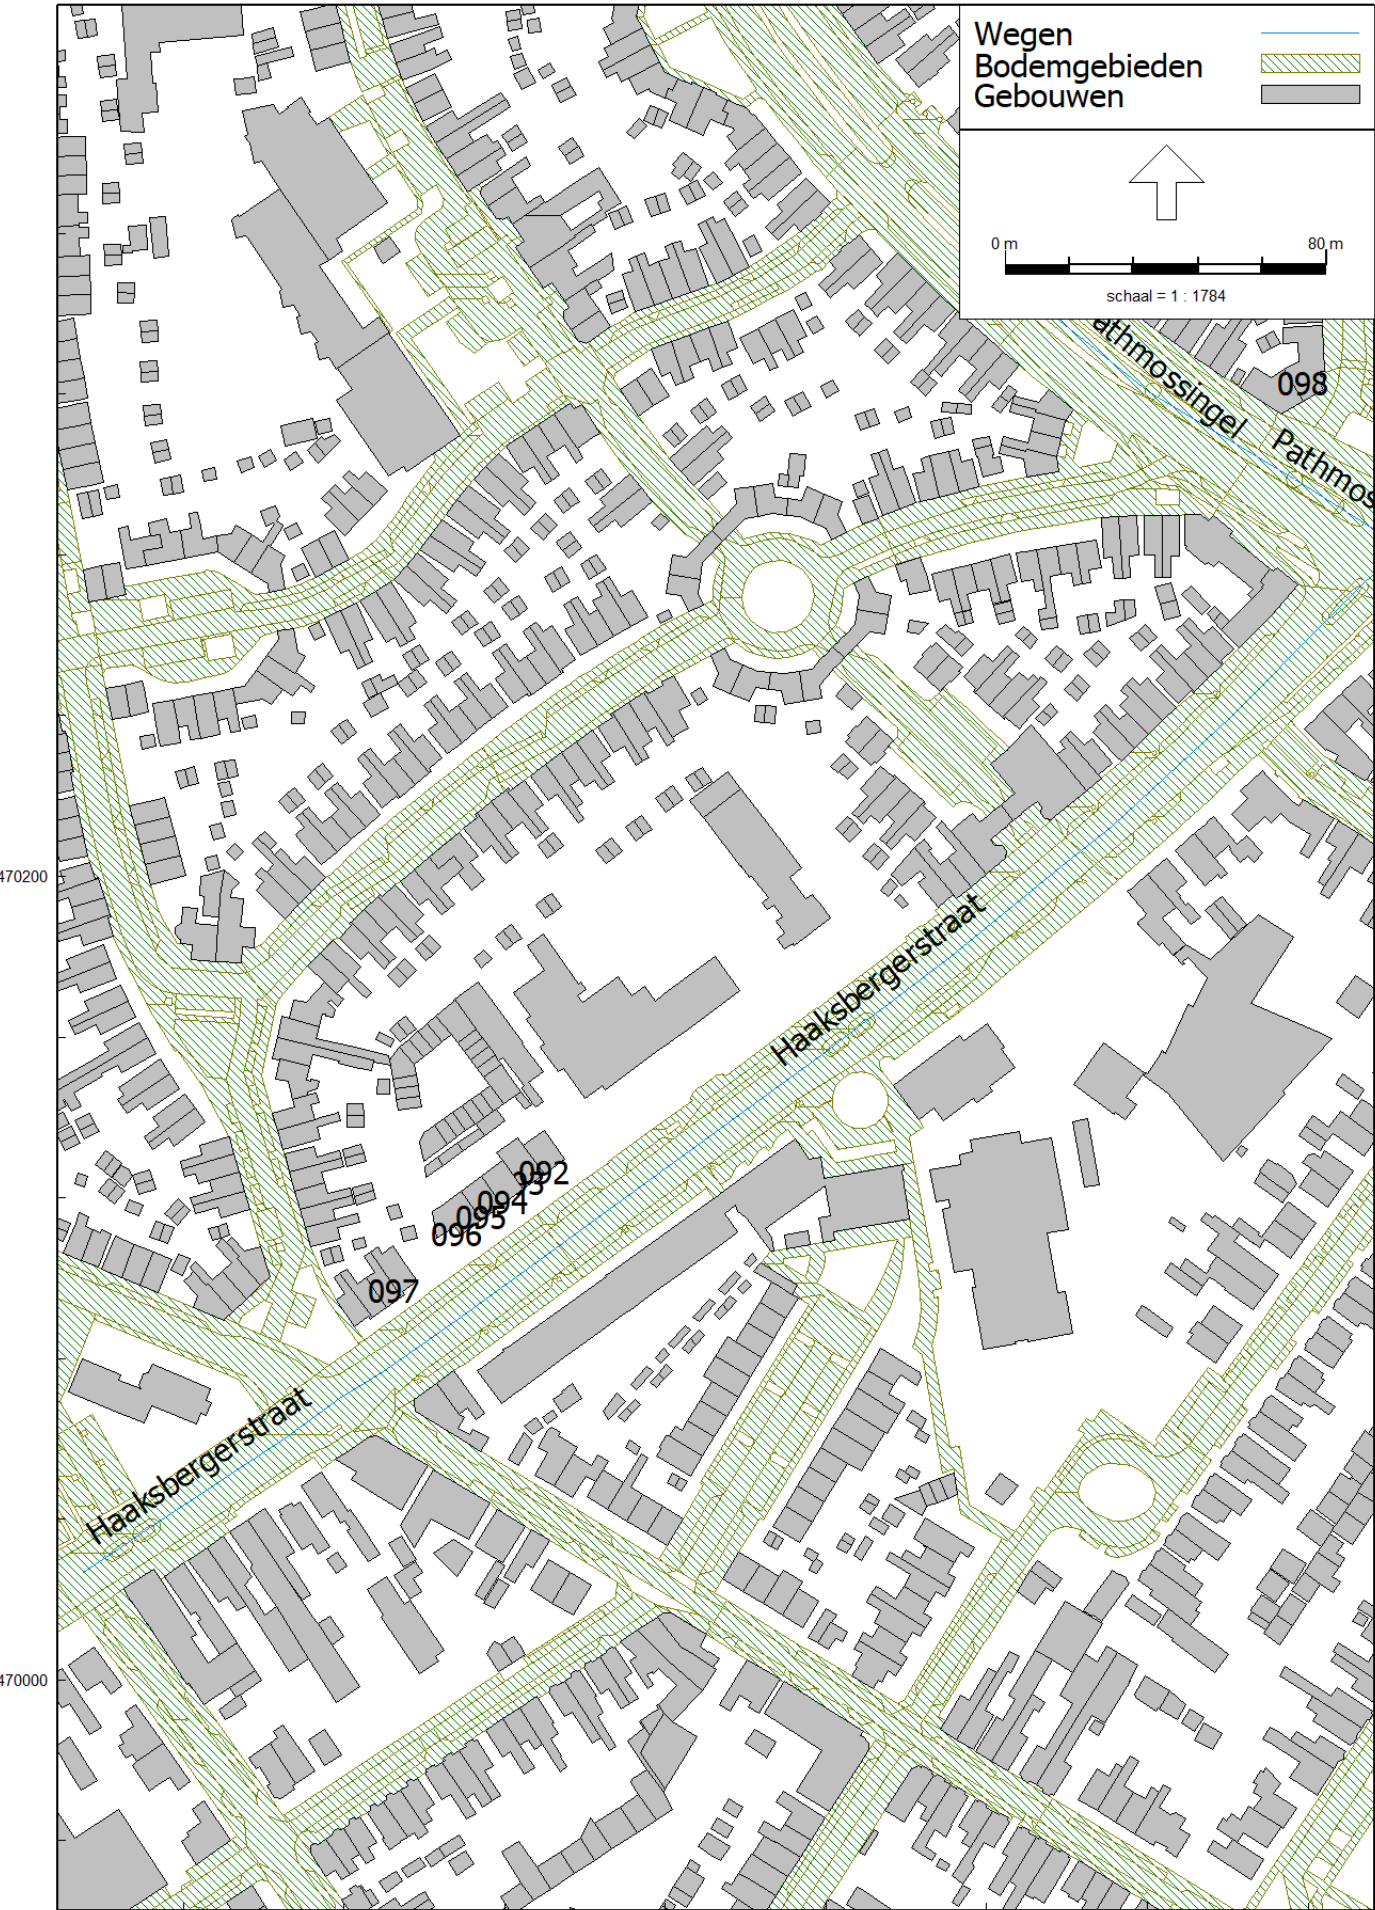 Wegen
Bodemgebieden
Gebouwen
0 m 80 m
schaal = 1 : 1784
athmossingel
098
Pathmos
470200
Haaksbergerstraat
092
094
095
096
097
Haaksbergerstraat
470000